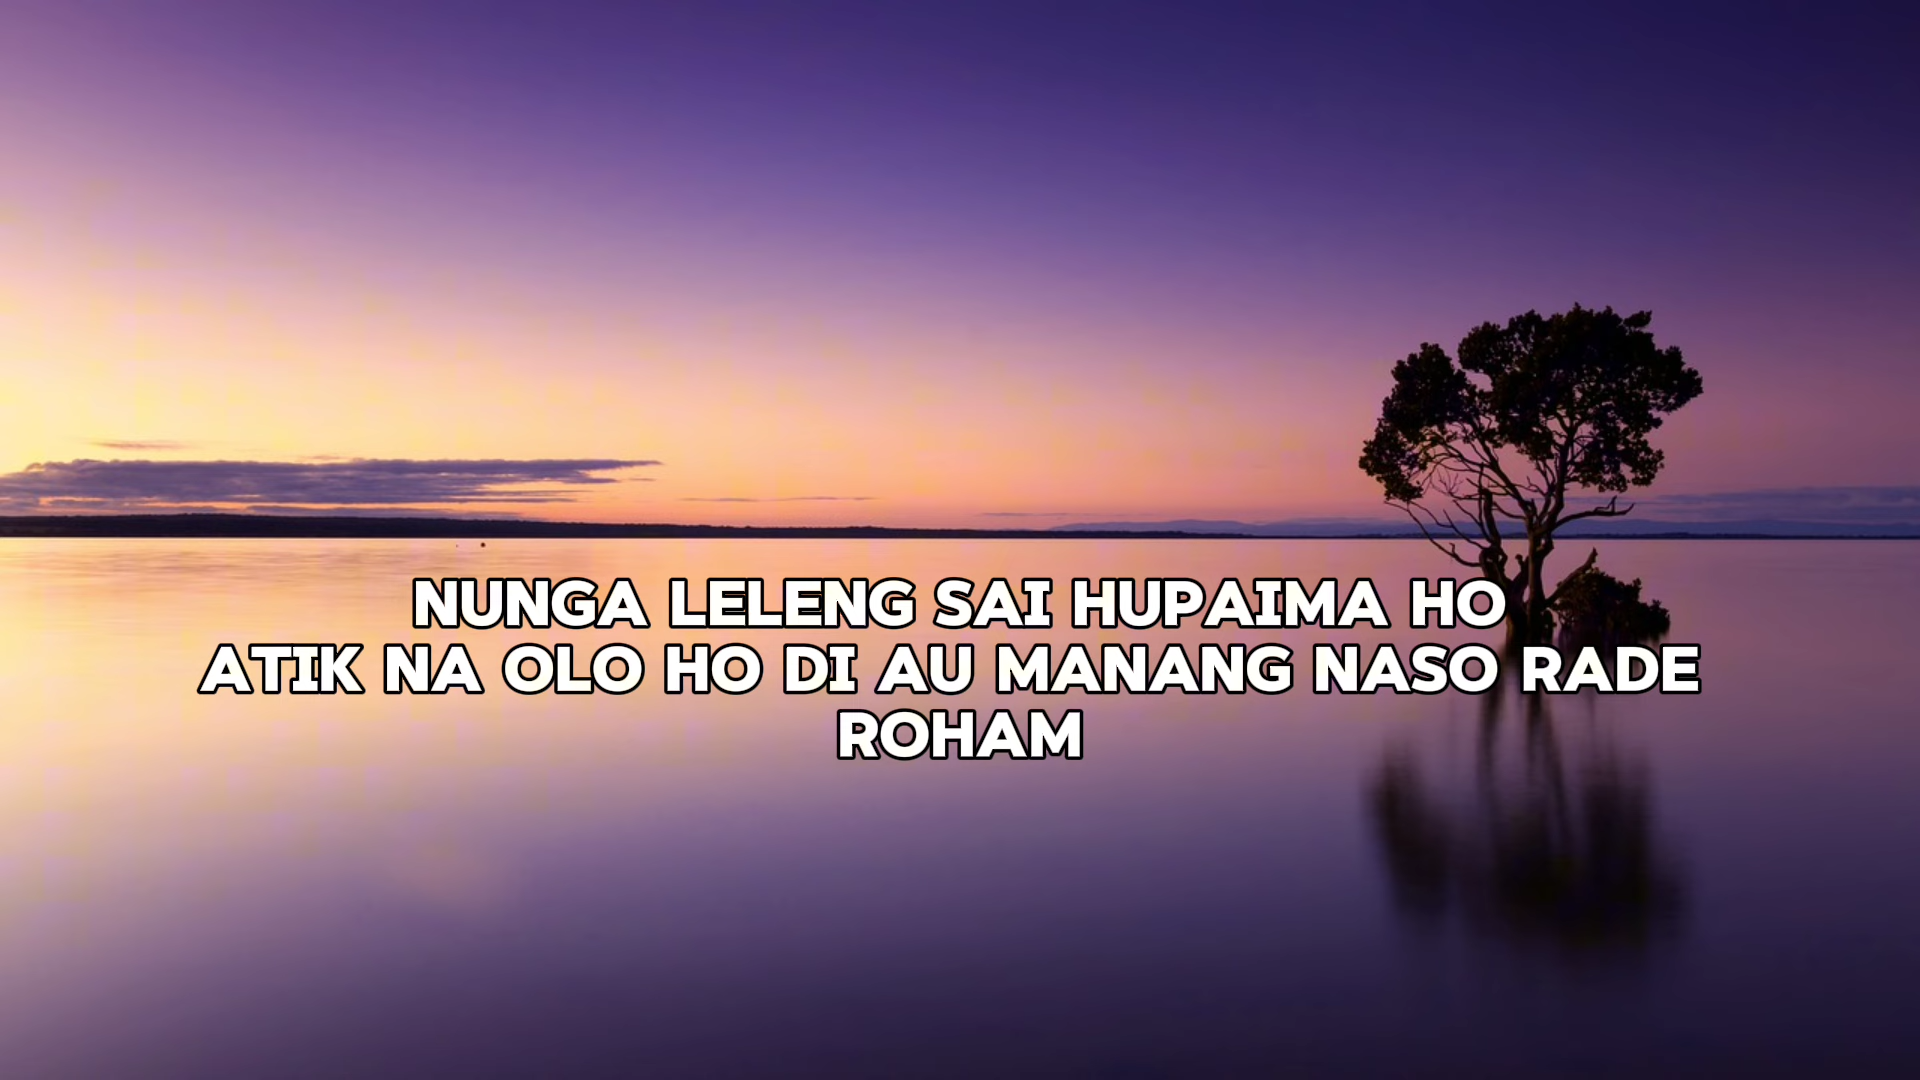 NUNGA LELENG SAI HUPAIMA HO
ATIK NA OLO HO DI AU MANANG NASO RADE
ROHAM